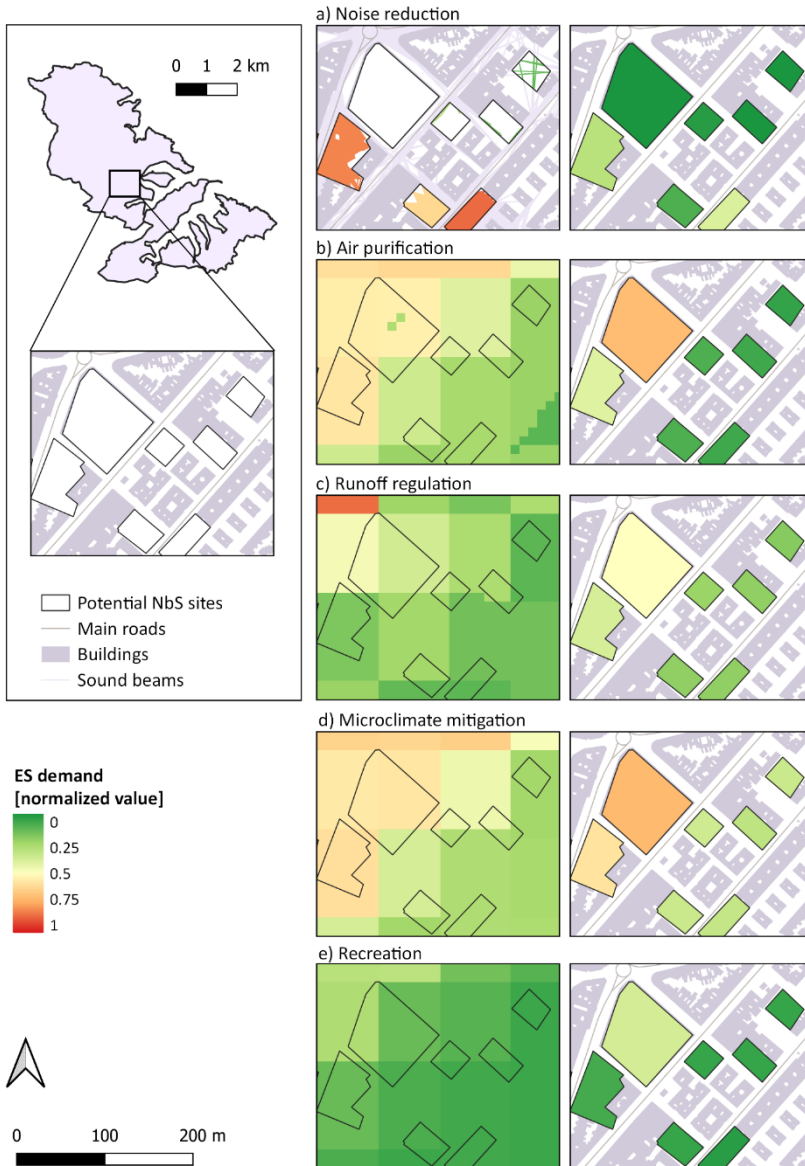 0 1 2 km
Potential NbS sites
Main roads
Buildings
Sound beams
ES demand
[normalized value]
0
0.25
0.5
0.75
1
0 100 200 m
a) Noise reduction
b) Air purification
c) Runoff regulation
d) Microclimate mitigation
e) Recreation